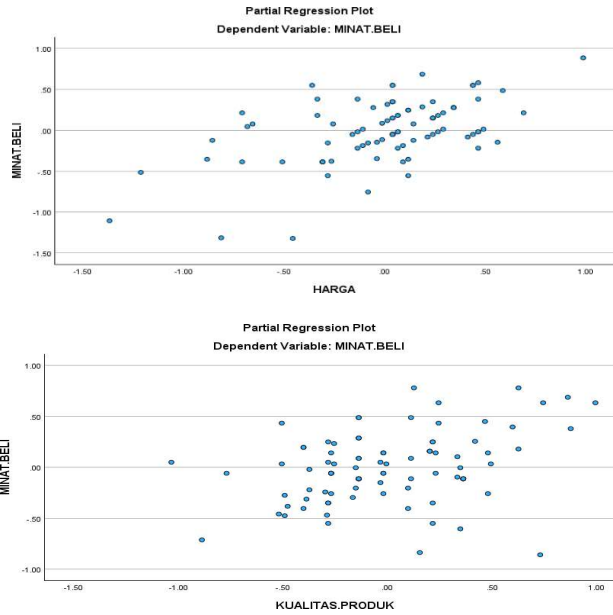 Partial Regression Plot
Dependent Variable: MINAT.BELI
1.00
.50
.00
-.50
-1.00
-1.50
MINAT.BELI
-1.50 -1.00 -.50 .00 .50 1.00
HARGA
Partial Regression Plot
Dependent Variable: MINAT.BELI
1.00
.50
.00
-.50
-1.00
MINAT.BELI
-1.50 -1.00 -.50 .00 .50 1.00
KUALITAS.PRODUK